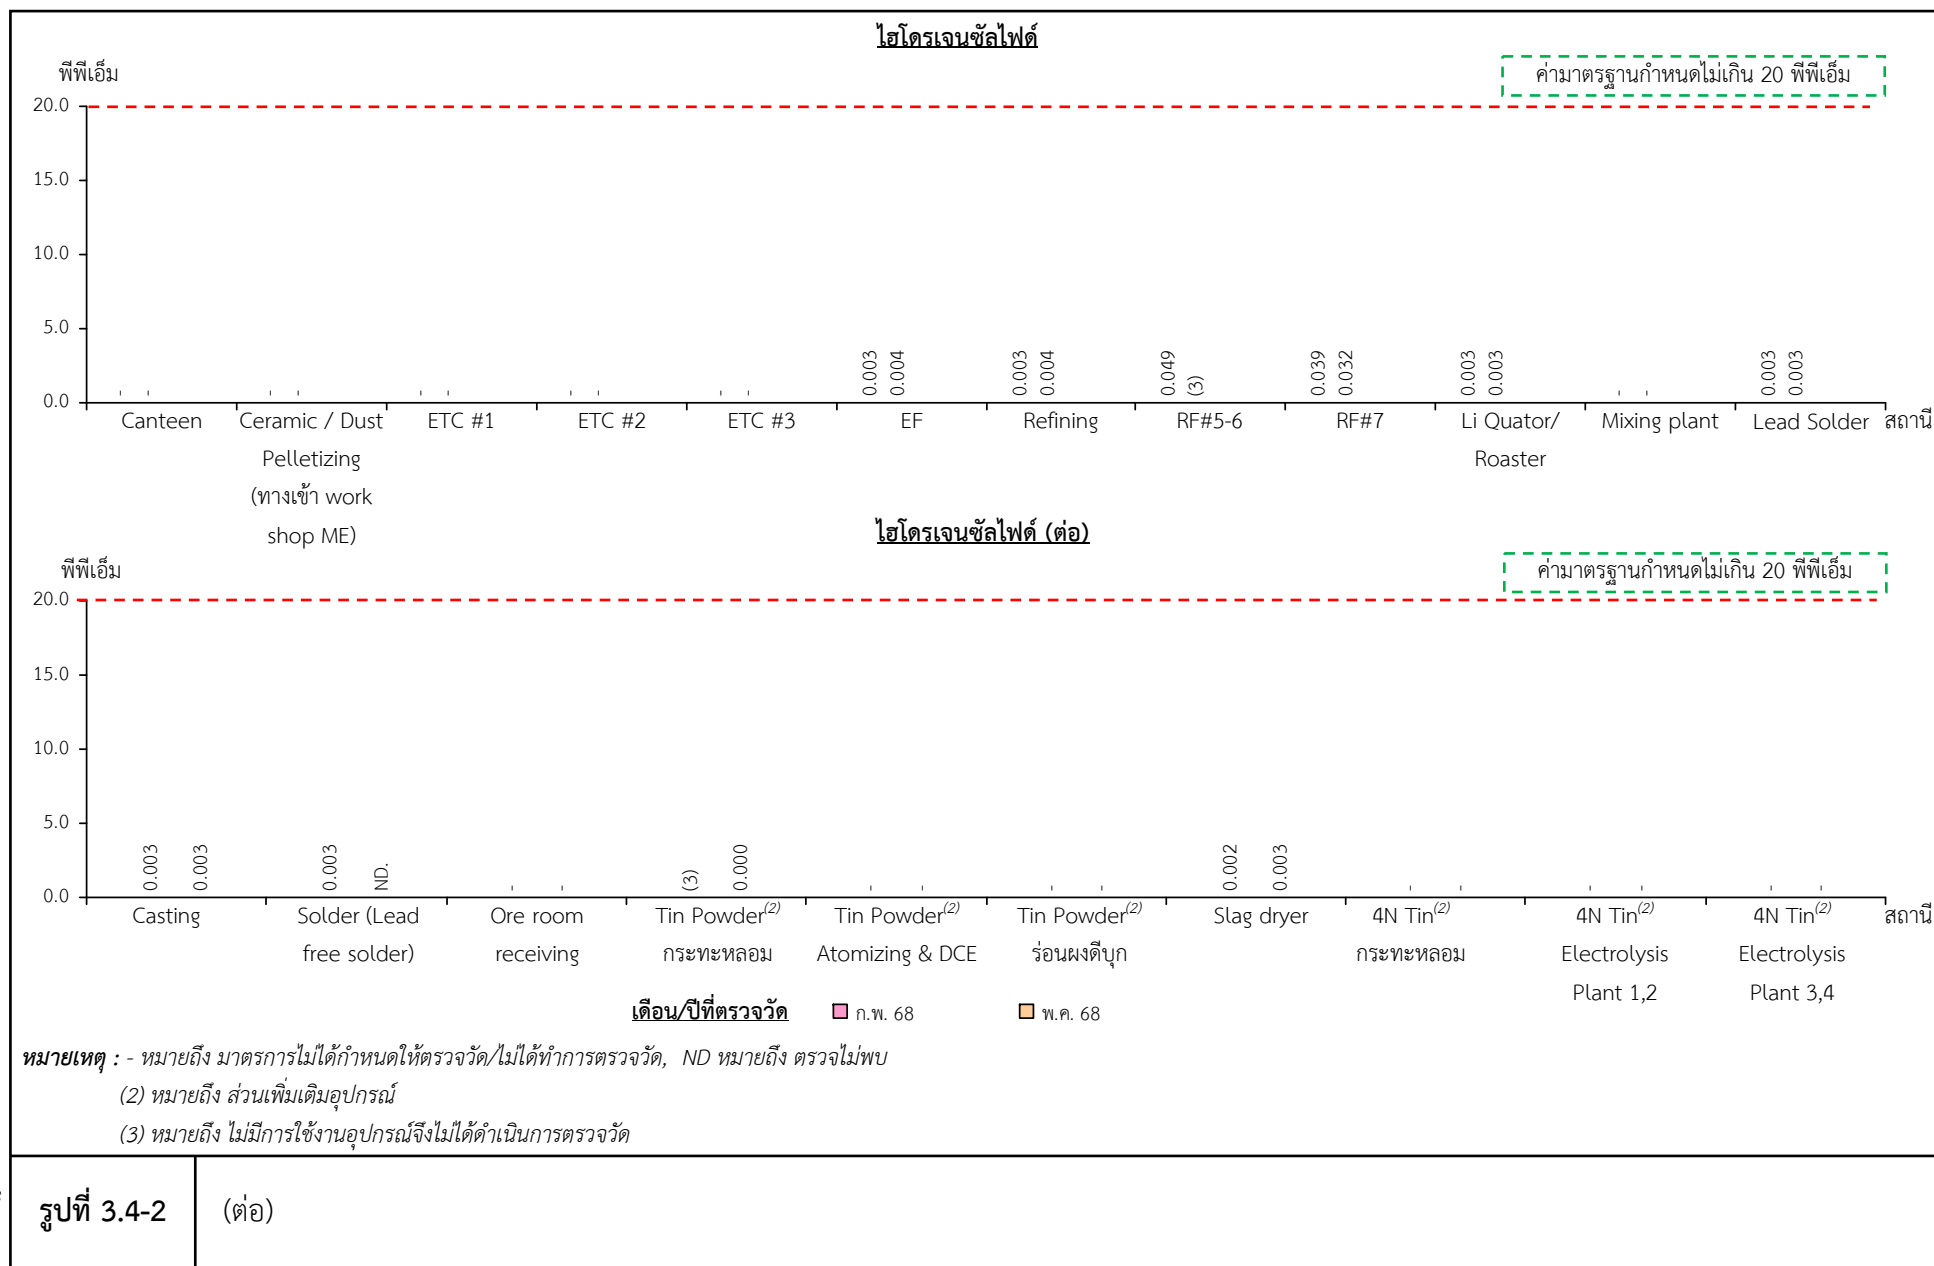 ไฮโดรเจนซัลไฟด์
พีพีเอ็ม
ค่ามาตรฐานกำหนดไม่เกิน 20 พีพีเอ็ม
20.0
15.0
10.0
5.0
0.0
- - - - - - - - - - 0.003 0.004 0.003 0.004 0.049 (3) 0.039 0.032 0.003 0.003 - - 0.003 0.003
Canteen Ceramic / Dust ETC #1 ETC #2 ETC #3 EF Refining RF#5-6 RF#7 Li Quator/ Mixing plant Lead Solder สถานี
Pelletizing Roaster
(ทางเข้า work
shop ME)
ไฮโดรเจนซัลไฟด์ (ต่อ)
พีพีเอ็ม
ค่ามาตรฐานกำหนดไม่เกิน 20 พีพีเอ็ม
20.0
15.0
10.0
5.0
0.0
0.003 0.003 0.003 ND. - - (3) 0.000 - - - - 0.002 0.003 - - - - - -
Casting Solder (Lead Ore room Tin Powder(2) Tin Powder(2) Tin Powder(2) Slag dryer 4N Tin(2) 4N Tin(2) 4N Tin(2) สถานี
free solder) receiving กระทะหลอม Atomizing & DCE ร่อนผงดีบุก กระทะหลอม Electrolysis Electrolysis
Plant 1,2 Plant 3,4
เดือน/ปีที่ตรวจวัด ก.พ. 68 พ.ค. 68
หมายเหตุ : - หมายถึง มาตรการไม่ได้กำหนดให้ตรวจวัด/ไม่ได้ทำการตรวจวัด, ND หมายถึง ตรวจไม่พบ
(2) หมายถึง ส่วนเพิ่มเติมอุปกรณ์
(3) หมายถึง ไม่มีการใช้งานอุปกรณ์จึงไม่ได้ดำเนินการตรวจวัด
รูปที่ 3.4-2 (ต่อ)